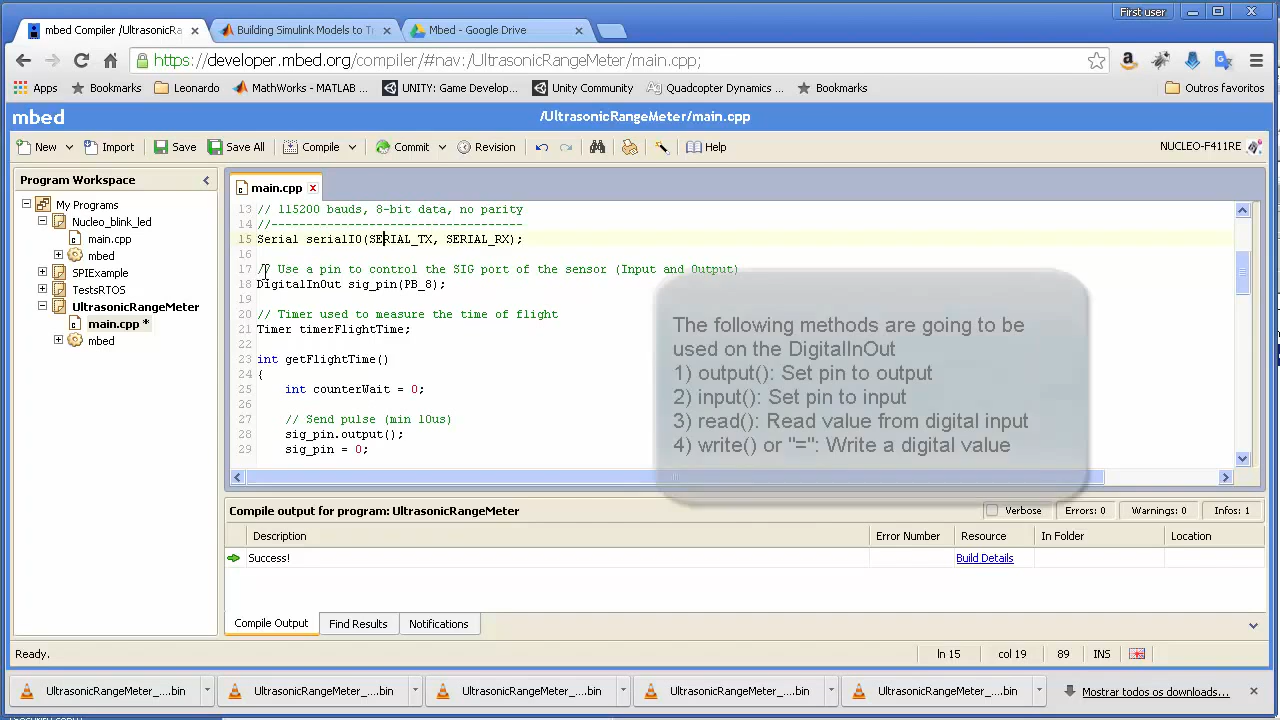 First user
mbed Compiler /UltrasonicRa
Building Simulink Models to T
Mbed - Google Drive
https://developer.mbed.org/compiler/#nav:/UltrasonicRangeMeter/main.cpp;
Apps
Bookmarks
Leonardo
MathWorks - MATLAB ...
UNITY: Game Develop...
Unity Community
Quadcopter Dynamics ...
Bookmarks
Outros favoritos
mbed
/UltrasonicRangeMeter/main.cpp
New
Import
Save
Save All
Compile
Commit
Revision
Help
NUCLEO-F411RE
Program Workspace
My Programs
Nucleo_blink_led
main.cpp
mbed
SPIExample
TestsRTOS
UltrasonicRangeMeter
main.cpp *
mbed
main.cpp
13 // 115200 bauds, 8-bit data, no parity
14 //------------------------------------
15 Serial serialIO(SERIAL_TX, SERIAL_RX);
16
17 // Use a pin to control the SIG port of the sensor (Input and Output)
18 DigitalInOut sig_pin(PB_8);
19
20 // Timer used to measure the time of flight
21 Timer timerFlightTime;
22
23 int getFlightTime()
24 {
25 int counterWait = 0;
26
27 // Send pulse (min 10us)
28 sig_pin.output();
29 sig_pin = 0;
The following methods are going to be
used on the DigitalInOut
1) output(): Set pin to output
2) input(): Set pin to input
3) read(): Read value from digital input
4) write() or "=": Write a digital value
Compile output for program: UltrasonicRangeMeter
Verbose
Errors: 0
Warnings: 0
Infos: 1
Description
Error Number
Resource
In Folder
Location
Success!
Build Details
Compile Output
Find Results
Notifications
Ready.
ln 15
col 19
89
INS
UltrasonicRangeMeter_....bin
UltrasonicRangeMeter_....bin
UltrasonicRangeMeter_....bin
UltrasonicRangeMeter_....bin
UltrasonicRangeMeter_....bin
Mostrar todos os downloads...